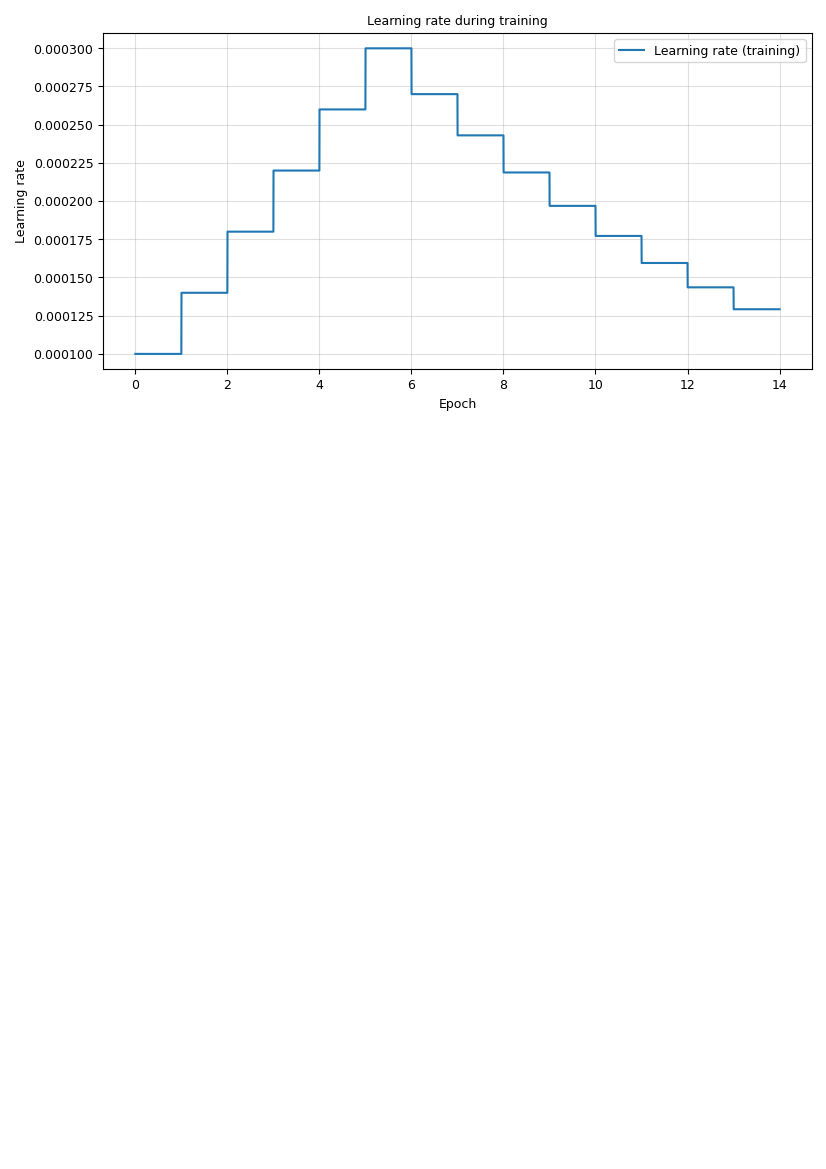 Learning rate during training
Learning rate (training)
Learning rate
0.000300
0.000275
0.000250
0.000225
0.000200
0.000175
0.000150
0.000125
0.000100
0 2 4 6 8 10 12 14
Epoch